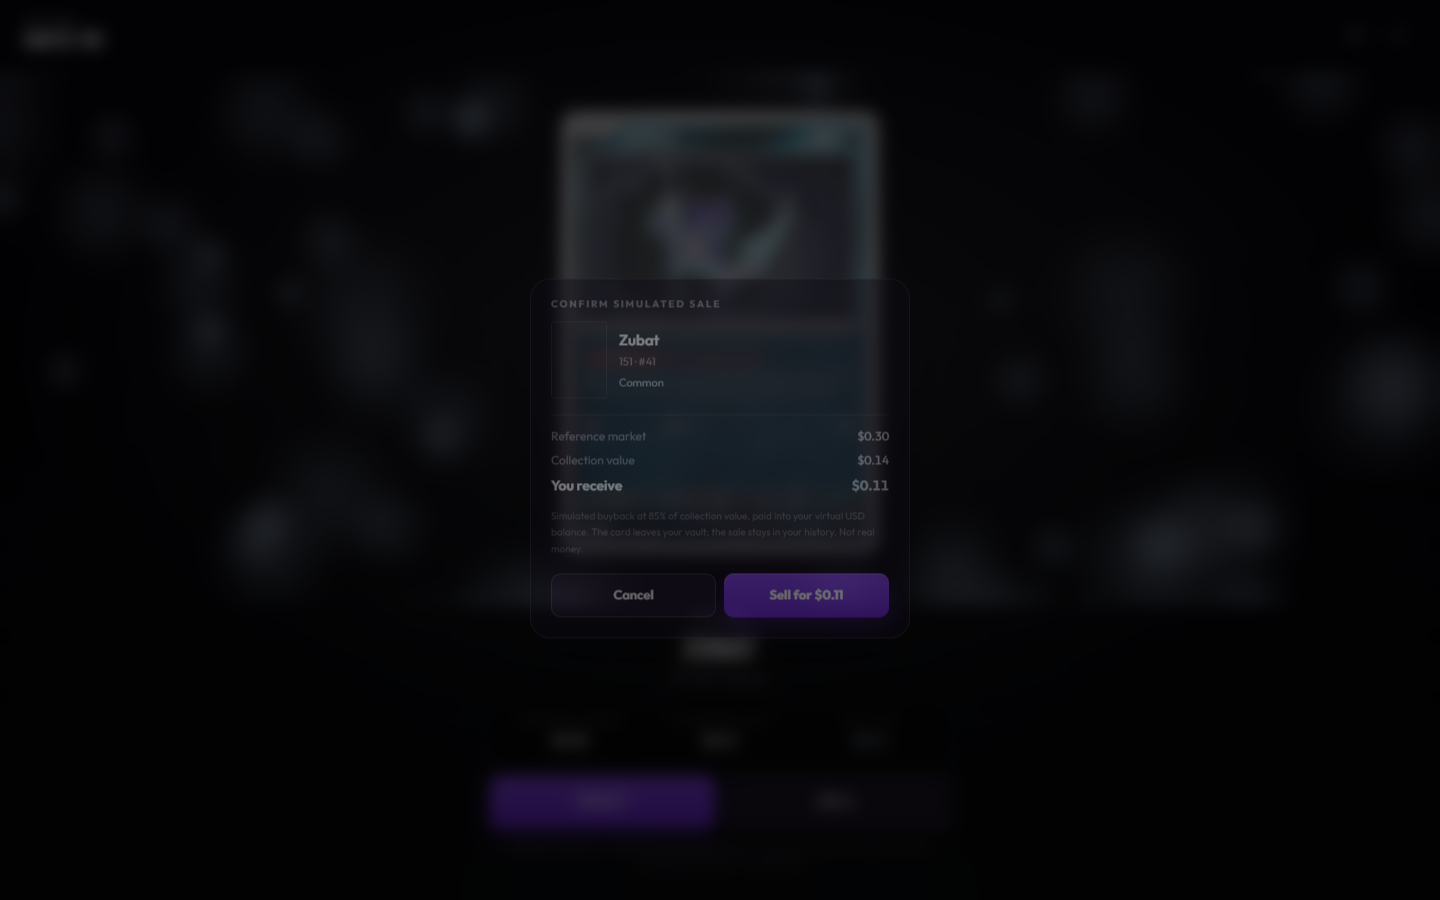 CONFIRM SIMULATED SALE
Zubat
151 · #41
Common
Reference market $0.30
Collection value $0.14
You receive $0.11
Simulated buyback at 85% of collection value, paid into your virtual USD
balance. The card leaves your vault; the sale stays in your history. Not real
money.
Cancel Sell for $0.11